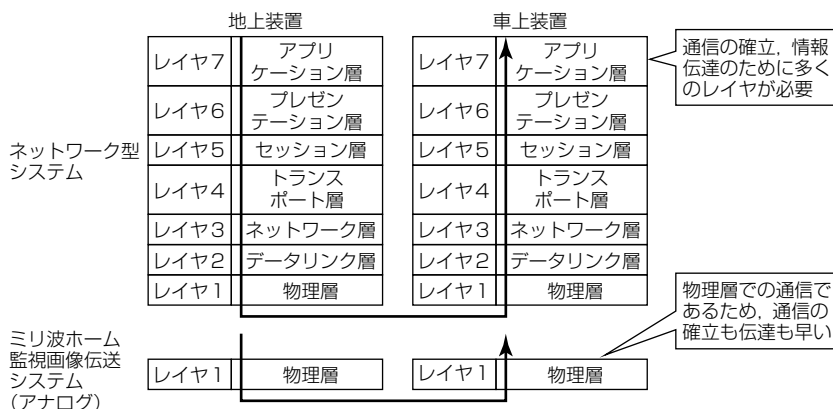 地上装置
車上装置
ネットワーク型
システム
レイヤ7
アプリ
ケーション層
レイヤ6
プレゼン
テーション層
レイヤ5
セッション層
レイヤ4
トランス
ポート層
レイヤ3
ネットワーク層
レイヤ2
データリンク層
レイヤ1
物理層
レイヤ7
アプリ
ケーション層
レイヤ6
プレゼン
テーション層
レイヤ5
セッション層
レイヤ4
トランス
ポート層
レイヤ3
ネットワーク層
レイヤ2
データリンク層
レイヤ1
物理層
通信の確立，情報
伝達のために多く
のレイヤが必要
ミリ波ホーム
監視画像伝送
システム
（アナログ）
レイヤ1
物理層
レイヤ1
物理層
物理層での通信で
あるため，通信の
確立も伝達も早い